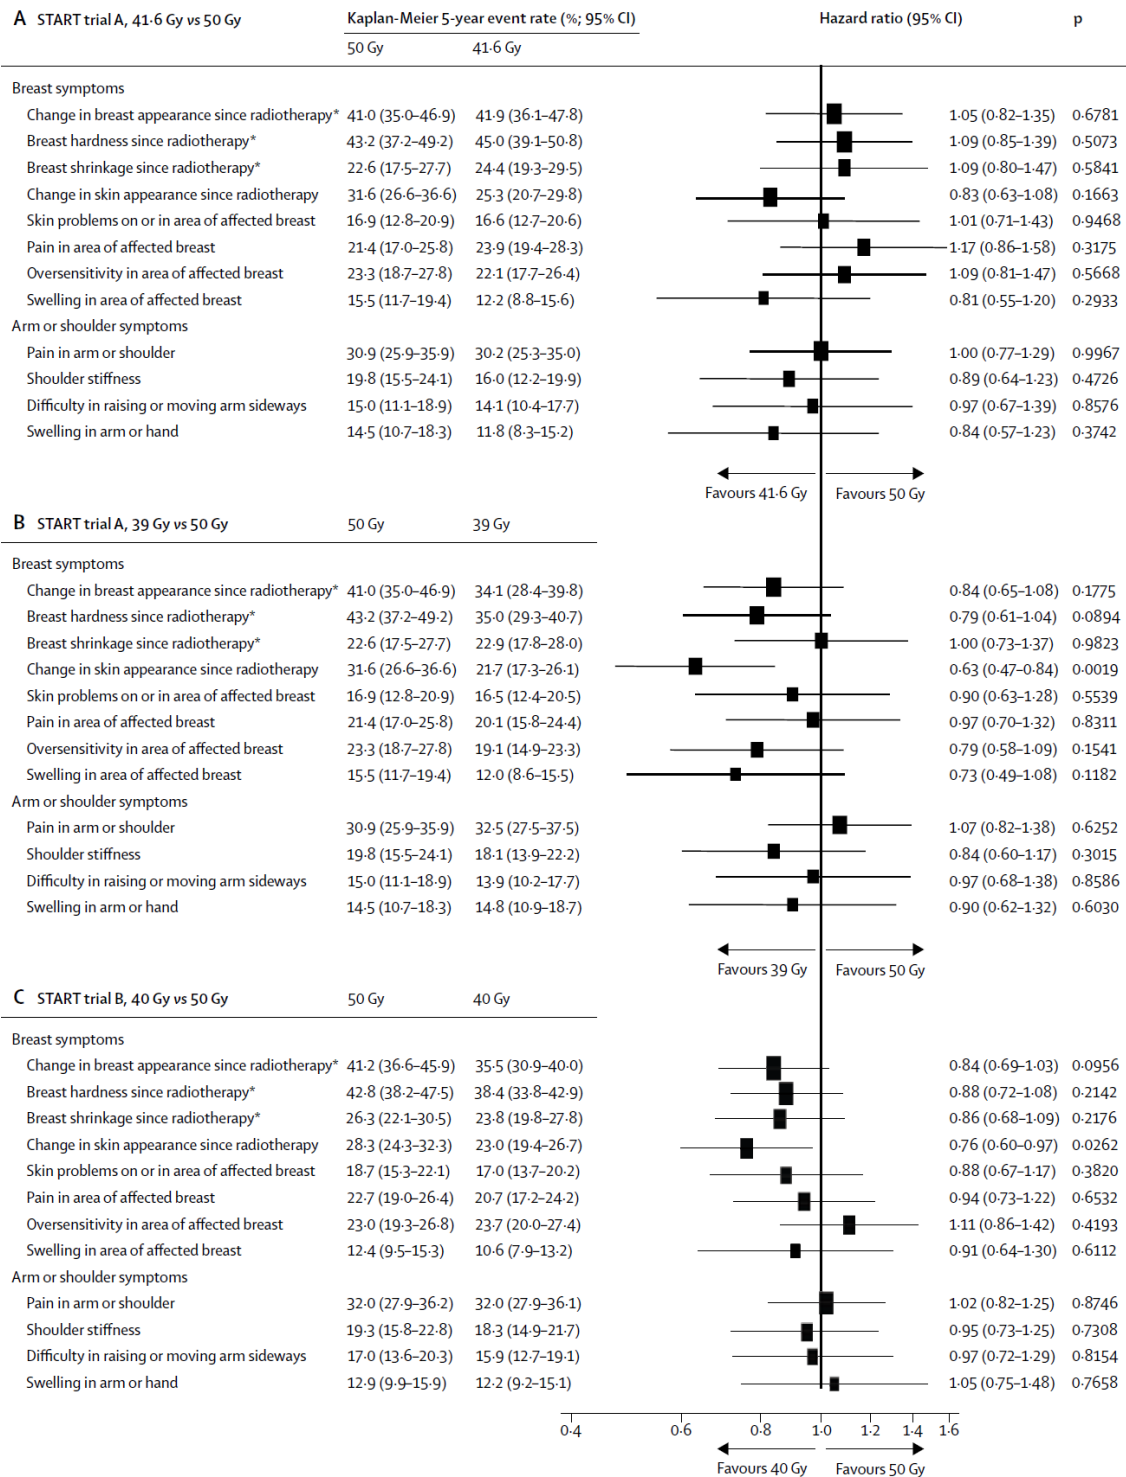 A START trial A, 41·6 Gy vs 50 Gy Kaplan-Meier 5-year event rate (%; 95% CI) Hazard ratio (95% CI) p
50 Gy 41·6 Gy
Breast symptoms
Change in breast appearance since radiotherapy* 41·0 (35·0–46·9) 41·9 (36·1–47·8) 1·05 (0·82–1·35) 0·6781
Breast hardness since radiotherapy* 43·2 (37·2–49·2) 45·0 (39·1–50·8) 1·09 (0·85–1·39) 0·5073
Breast shrinkage since radiotherapy* 22·6 (17·5–27·7) 24·4 (19·3–29·5) 1·09 (0·80–1·47) 0·5841
Change in skin appearance since radiotherapy 31·6 (26·6–36·6) 25·3 (20·7–29·8) 0·83 (0·63–1·08) 0·1663
Skin problems on or in area of affected breast 16·9 (12·8–20·9) 16·6 (12·7–20·6) 1·01 (0·71–1·43) 0·9468
Pain in area of affected breast 21·4 (17·0–25·8) 23·9 (19·4–28·3) 1·17 (0·86–1·58) 0·3175
Oversensitivity in area of affected breast 23·3 (18·7–27·8) 22·1 (17·7–26·4) 1·09 (0·81–1·47) 0·5668
Swelling in area of affected breast 15·5 (11·7–19·4) 12·2 (8·8–15·6) 0·81 (0·55–1·20) 0·2933
Arm or shoulder symptoms
Pain in arm or shoulder 30·9 (25·9–35·9) 30·2 (25·3–35·0) 1·00 (0·77–1·29) 0·9967
Shoulder stiffness 19·8 (15·5–24·1) 16·0 (12·2–19·9) 0·89 (0·64–1·23) 0·4726
Difficulty in raising or moving arm sideways 15·0 (11·1–18·9) 14·1 (10·4–17·7) 0·97 (0·67–1·39) 0·8576
Swelling in arm or hand 14·5 (10·7–18·3) 11·8 (8·3–15·2) 0·84 (0·57–1·23) 0·3742
Favours 41·6 Gy Favours 50 Gy
B START trial A, 39 Gy vs 50 Gy 50 Gy 39 Gy
Breast symptoms
Change in breast appearance since radiotherapy* 41·0 (35·0–46·9) 34·1 (28·4–39·8) 0·84 (0·65–1·08) 0·1775
Breast hardness since radiotherapy* 43·2 (37·2–49·2) 35·0 (29·3–40·7) 0·79 (0·61–1·04) 0·0894
Breast shrinkage since radiotherapy* 22·6 (17·5–27·7) 22·9 (17·8–28·0) 1·00 (0·73–1·37) 0·9823
Change in skin appearance since radiotherapy 31·6 (26·6–36·6) 21·7 (17·3–26·1) 0·63 (0·47–0·84) 0·0019
Skin problems on or in area of affected breast 16·9 (12·8–20·9) 16·5 (12·4–20·5) 0·90 (0·63–1·28) 0·5539
Pain in area of affected breast 21·4 (17·0–25·8) 20·1 (15·8–24·4) 0·97 (0·70–1·32) 0·8311
Oversensitivity in area of affected breast 23·3 (18·7–27·8) 19·1 (14·9–23·3) 0·79 (0·58–1·09) 0·1541
Swelling in area of affected breast 15·5 (11·7–19·4) 12·0 (8·6–15·5) 0·73 (0·49–1·08) 0·1182
Arm or shoulder symptoms
Pain in arm or shoulder 30·9 (25·9–35·9) 32·5 (27·5–37·5) 1·07 (0·82–1·38) 0·6252
Shoulder stiffness 19·8 (15·5–24·1) 18·1 (13·9–22·2) 0·84 (0·60–1·17) 0·3015
Difficulty in raising or moving arm sideways 15·0 (11·1–18·9) 13·9 (10·2–17·7) 0·97 (0·68–1·38) 0·8586
Swelling in arm or hand 14·5 (10·7–18·3) 14·8 (10·9–18·7) 0·90 (0·62–1·32) 0·6030
Favours 39 Gy Favours 50 Gy
C START trial B, 40 Gy vs 50 Gy 50 Gy 40 Gy
Breast symptoms
Change in breast appearance since radiotherapy* 41·2 (36·6–45·9) 35·5 (30·9–40·0) 0·84 (0·69–1·03) 0·0956
Breast hardness since radiotherapy* 42·8 (38·2–47·5) 38·4 (33·8–42·9) 0·88 (0·72–1·08) 0·2142
Breast shrinkage since radiotherapy* 26·3 (22·1–30·5) 23·8 (19·8–27·8) 0·86 (0·68–1·09) 0·2176
Change in skin appearance since radiotherapy 28·3 (24·3–32·3) 23·0 (19·4–26·7) 0·76 (0·60–0·97) 0·0262
Skin problems on or in area of affected breast 18·7 (15·3–22·1) 17·0 (13·7–20·2) 0·88 (0·67–1·17) 0·3820
Pain in area of affected breast 22·7 (19·0–26·4) 20·7 (17·2–24·2) 0·94 (0·73–1·22) 0·6532
Oversensitivity in area of affected breast 23·0 (19·3–26·8) 23·7 (20·0–27·4) 1·11 (0·86–1·42) 0·4193
Swelling in area of affected breast 12·4 (9·5–15·3) 10·6 (7·9–13·2) 0·91 (0·64–1·30) 0·6112
Arm or shoulder symptoms
Pain in arm or shoulder 32·0 (27·9–36·2) 32·0 (27·9–36·1) 1·02 (0·82–1·25) 0·8746
Shoulder stiffness 19·3 (15·8–22·8) 18·3 (14·9–21·7) 0·95 (0·73–1·25) 0·7308
Difficulty in raising or moving arm sideways 17·0 (13·6–20·3) 15·9 (12·7–19·1) 0·97 (0·72–1·29) 0·8154
Swelling in arm or hand 12·9 (9·9–15·9) 12·2 (9·2–15·1) 1·05 (0·75–1·48) 0·7658
0·4 0·6 0·8 1·0 1·2 1·4 1·6
Favours 40 Gy Favours 50 Gy